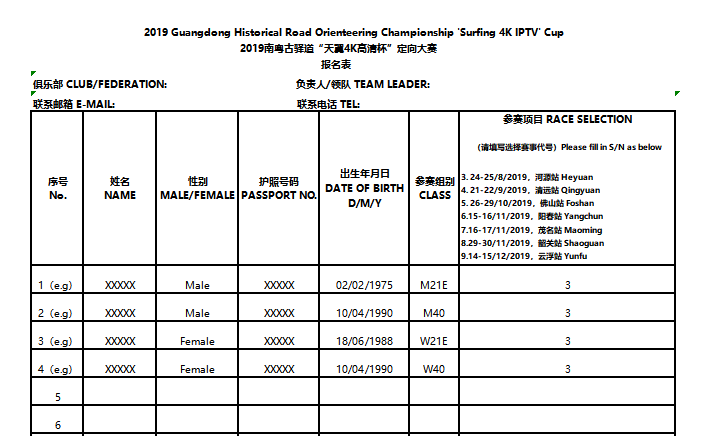 2019 Guangdong Historical Road Orienteering Championship 'Surfing 4K IPTV' Cup
2019南粤古驿道“天翼4K高清杯”定向大赛
报名表
俱乐部 CLUB/FEDERATION: 负责人/领队 TEAM LEADER:
联系邮箱 E-MAIL: 联系电话 TEL:
序号 No.
姓名 NAME
性别 MALE/FEMALE
护照号码 PASSPORT NO.
出生年月日 DATE OF BIRTH D/M/Y
参赛组别 CLASS
参赛项目 RACE SELECTION
（请填写选择赛事代号）Please fill in S/N as below
3. 24-25/8/2019，河源站 Heyuan
4. 21-22/9/2019，清远站 Qingyuan
5. 26-29/10/2019，佛山站 Foshan
6.15-16/11/2019，阳春站 Yangchun
7.16-17/11/2019，茂名站 Maoming
8.29-30/11/2019，韶关站 Shaoguan
9.14-15/12/2019，云浮站 Yunfu
1（e.g） XXXXX Male XXXXX 02/02/1975 M21E 3
2（e.g） XXXXX Male XXXXX 10/04/1990 M40 3
3（e.g） XXXXX Female XXXXX 18/06/1988 W21E 3
4（e.g） XXXXX Female XXXXX 10/04/1990 W40 3
5
6